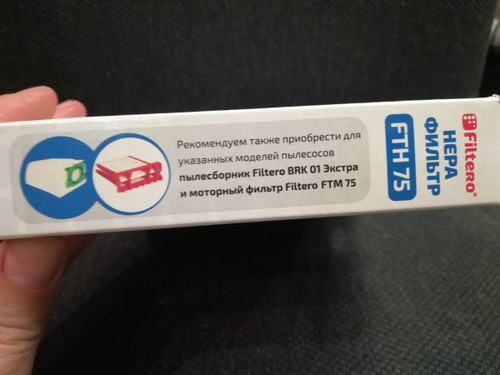 Рекомендуем также приобрести для
указанных моделей пылесосов
пылесборник Filtero BRK 01 Экстра
и моторный фильтр Filtero FTM 75
Filtero®
HEPA
ФИЛЬТР
FTH 75